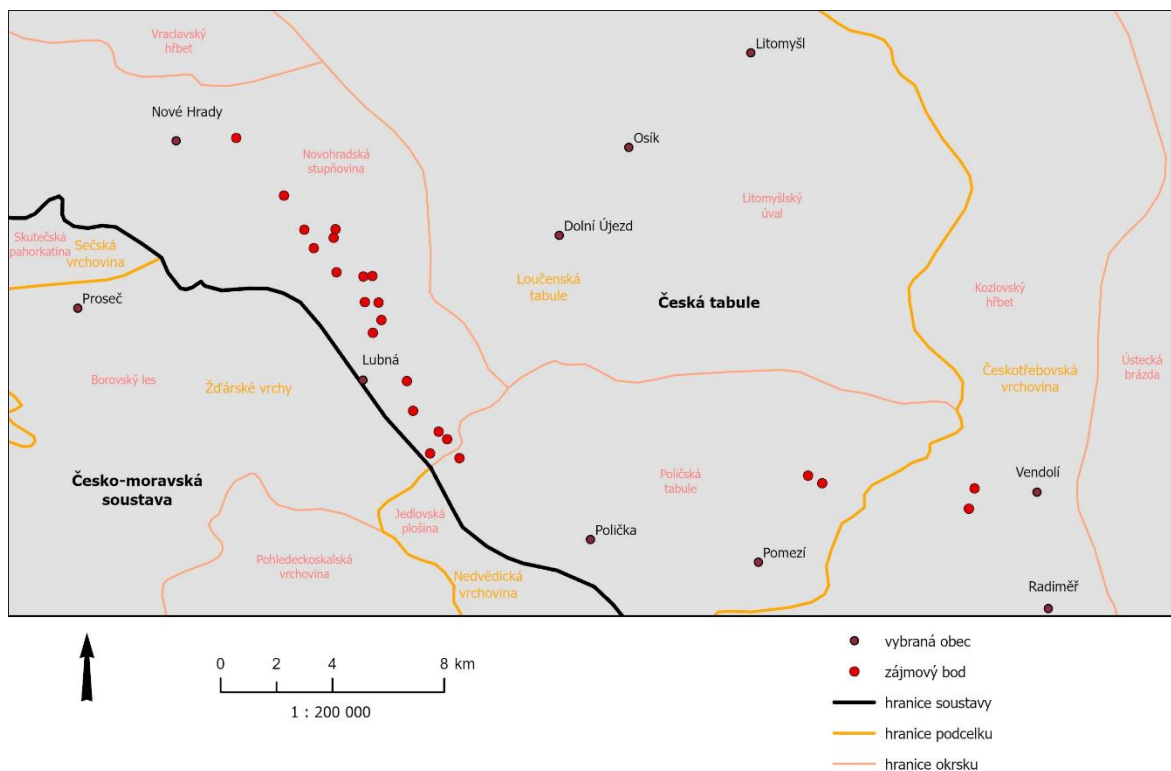 Vraclavský
hřbet
Litomyšl
Nové Hrady
Osík
Novohradská
stupňovina
Litomyšlský
úval
Skutečská
pahorkatina
Sečská
vrchovina
Dolní Újezd
Loučenská
tabule
Česká tabule
Proseč
Kozlovský
hřbet
Lubná
Borovský les
Žďárské vrchy
Českotřebovská
vrchovina
Ústecká
brázda
Česko-moravská
soustava
Poličská
tabule
Vendolí
Jedlovská
plošina
Polička
Pomezí
Pohledeckoskalská
vrchovina
Nedvědická
vrchovina
Radiměř
0 2 4 8 km
1 : 200 000
vybraná obec
zájmový bod
hranice soustavy
hranice podcelku
hranice okrsku